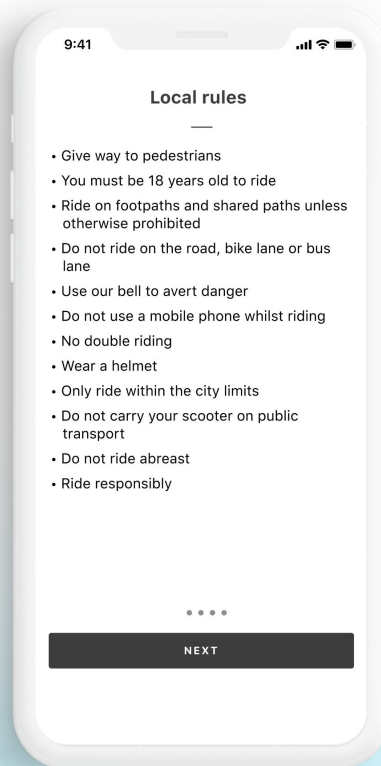 9:41
Local rules
• Give way to pedestrians
• You must be 18 years old to ride
• Ride on footpaths and shared paths unless
otherwise prohibited
• Do not ride on the road, bike lane or bus
lane
• Use our bell to avert danger
• Do not use a mobile phone whilst riding
• No double riding
• Wear a helmet
• Only ride within the city limits
• Do not carry your scooter on public
transport
• Do not ride abreast
• Ride responsibly
NEXT